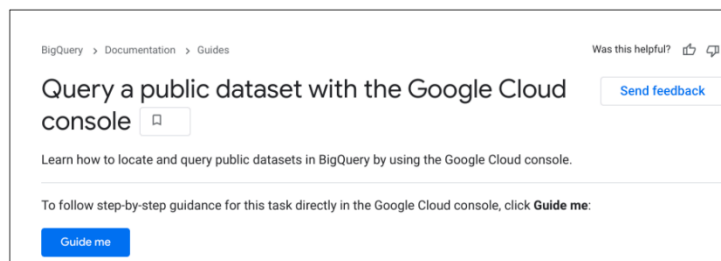 BigQuery > Documentation > Guides
Was this helpful?
Query a public dataset with the Google Cloud
console
Send feedback
Learn how to locate and query public datasets in BigQuery by using the Google Cloud console.
To follow step-by-step guidance for this task directly in the Google Cloud console, click Guide me:
Guide me